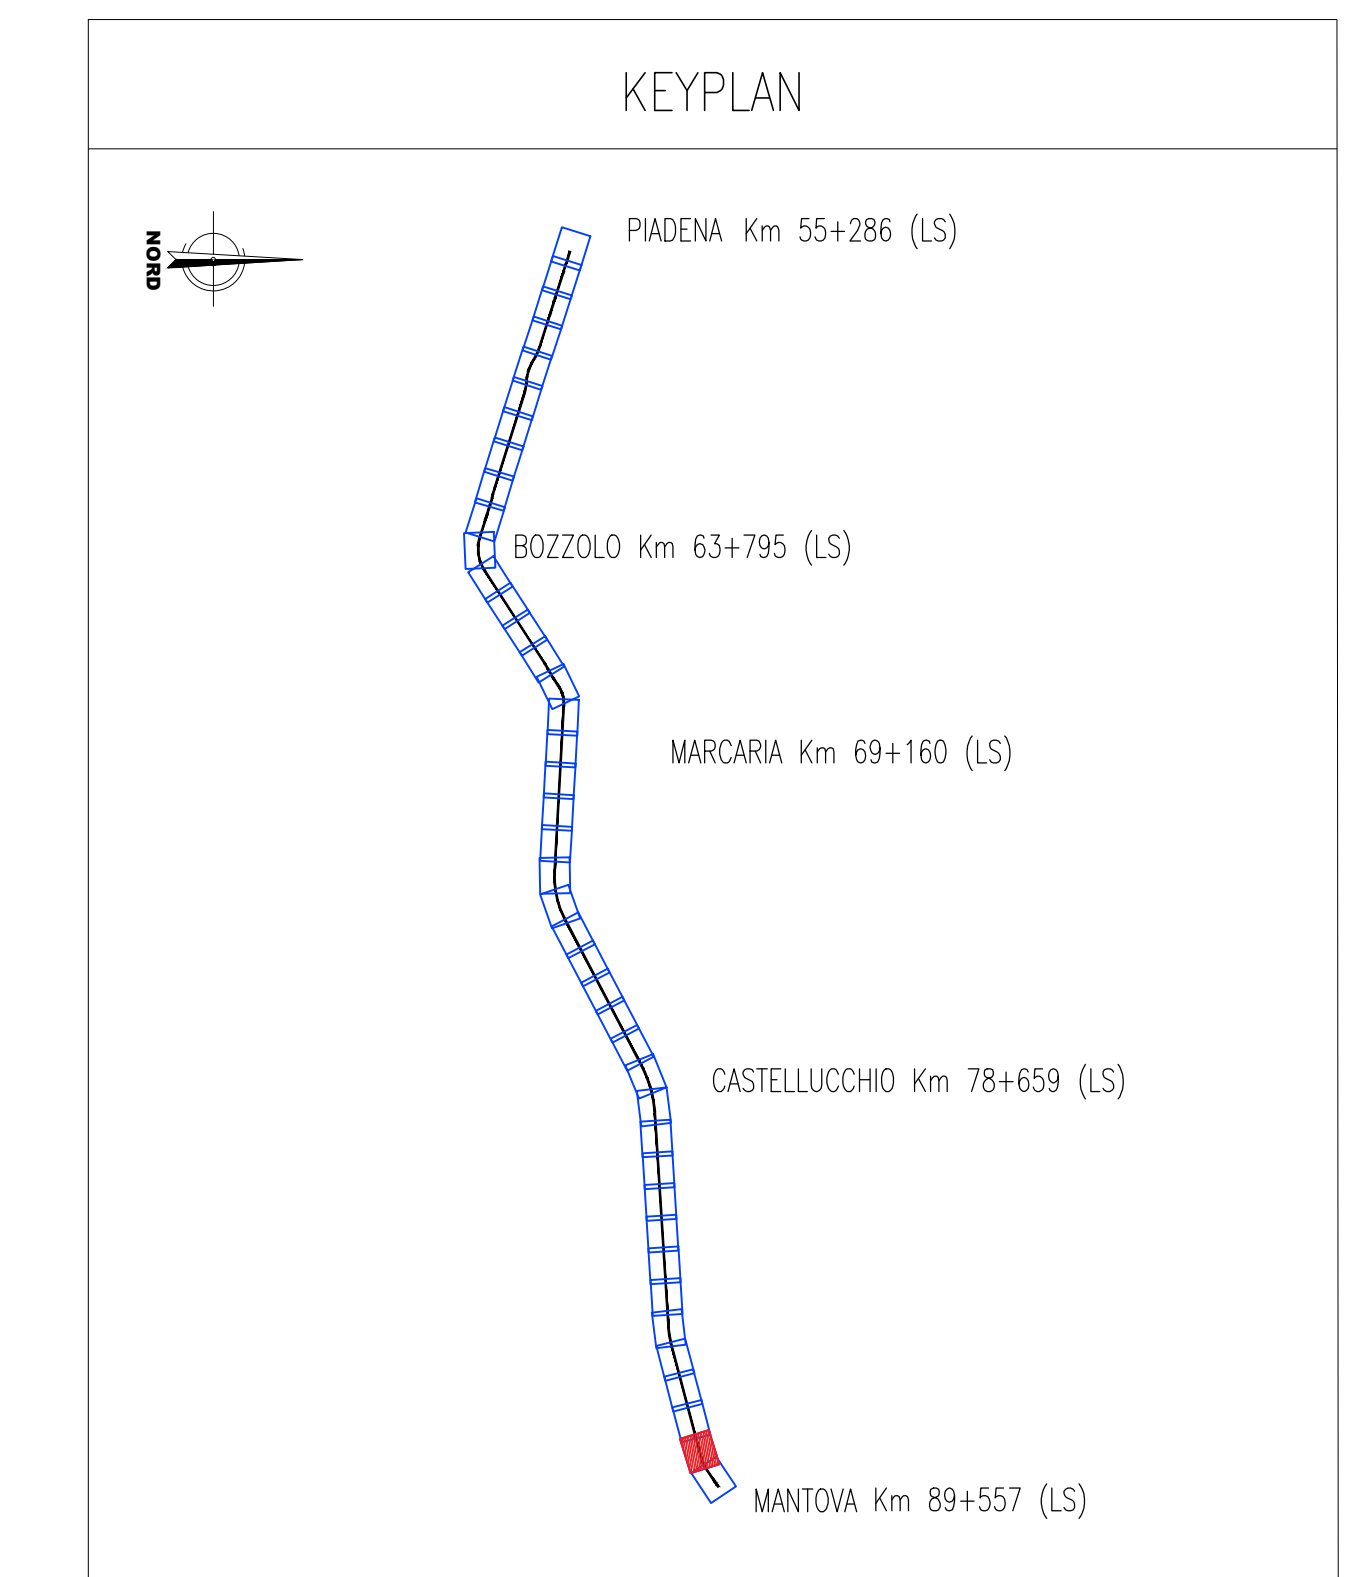 KEYPLAN
NORD
PIADENA Km 55+286 (LS)
BOZZOLO Km 63+795 (LS)
MARCARIA Km 69+160 (LS)
CASTELLUCCHIO Km 78+659 (LS)
MANTOVA Km 89+557 (LS)